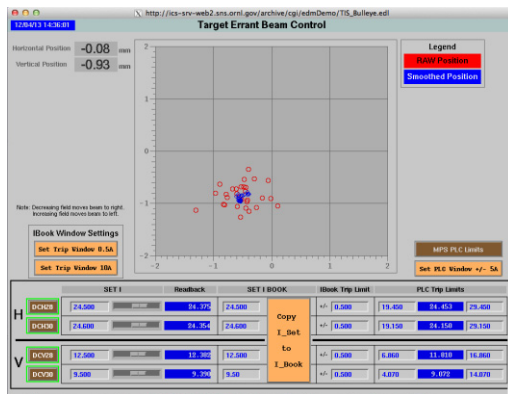 http://ics-srv-web2.sns.ornl.gov/archive/cgi/edmDemo/TIS_Bulleye.edl
12/04/13 14:36:01
Target Errant Beam Control
Horizontal Position -0.08 mm
Vertical Position -0.93 mm
2
1
0
-1
-2
-2 -1 0 1 2
Legend
RAW Position
Smoothed Position
Note: Decreasing field moves beam to right.
Increasing field moves beam to left.
IBook Window Settings
Set Trip Window 0.5A
Set Trip Window 10A
MPS PLC Limits
Set PLC Window +/- 5A
SET I Readback SET I BOOK IBook Trip Limit PLC Trip Limits
H
DCH28 24.500 24.375 24.500 +/- 0.500 19.450 24.453 29.450
DCH30 24.600 24.354 24.600 +/- 0.500 19.150 24.150 29.150
Copy
I_Set
to
I_Book
V
DCV28 12.500 12.302 12.500 +/- 0.500 6.860 11.810 16.860
DCV30 9.500 9.390 9.50 +/- 0.500 4.070 9.072 14.070